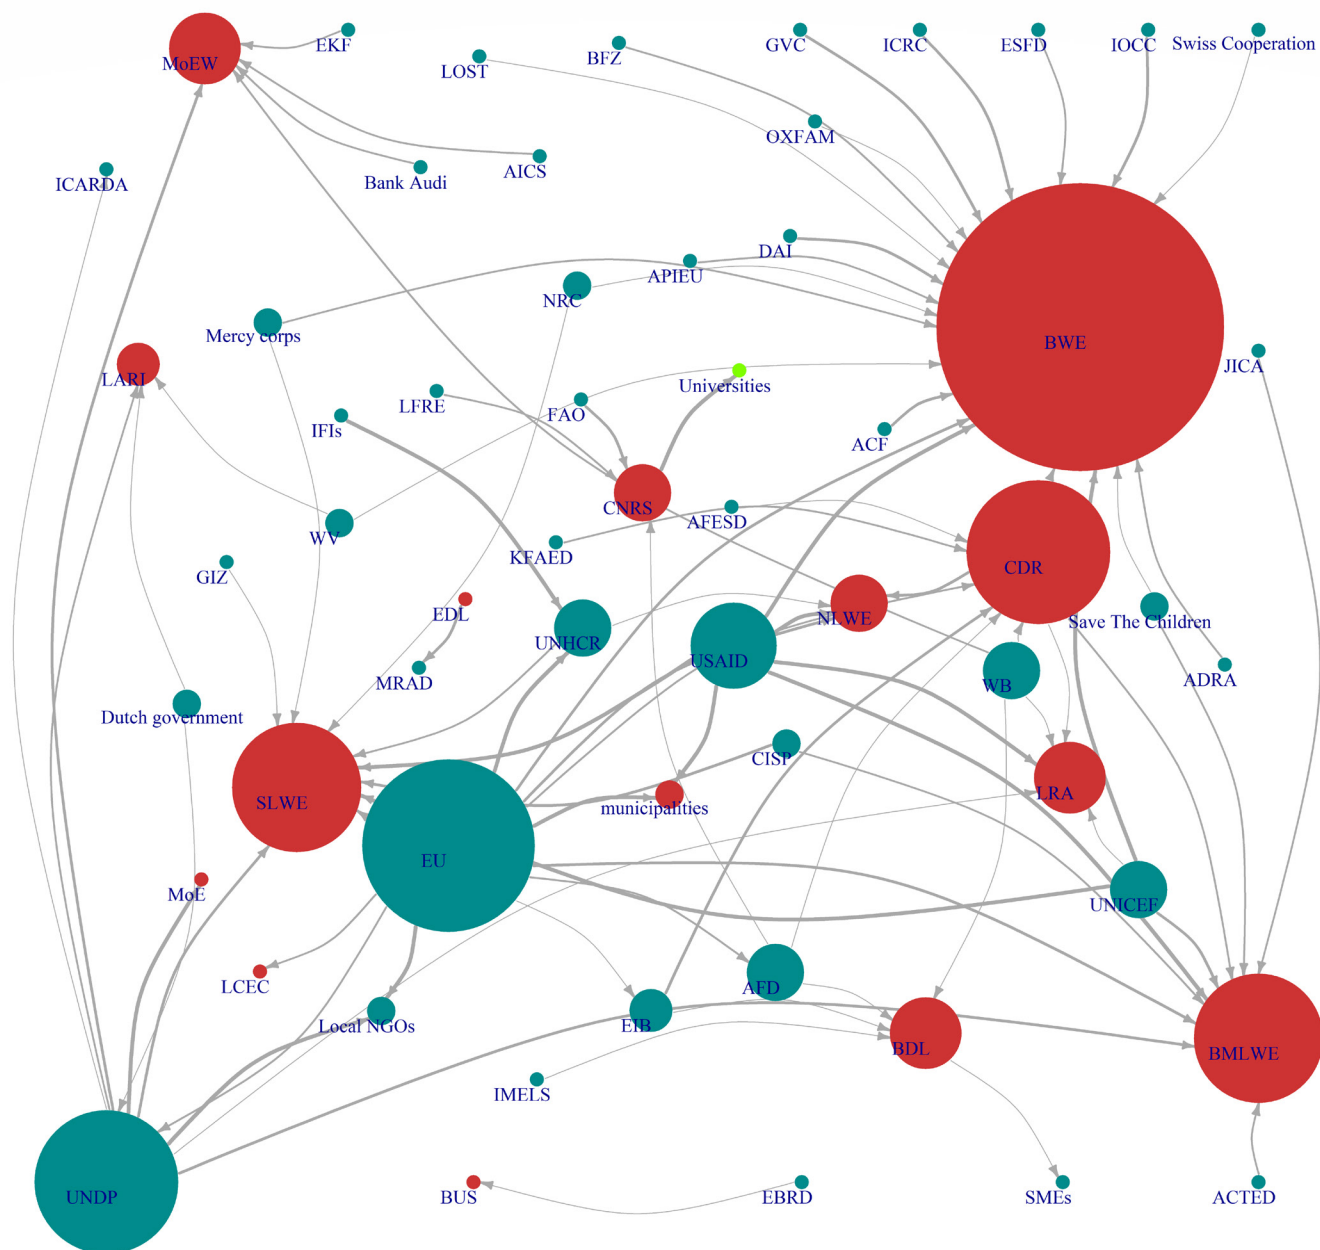 EKF
GVC
ICRC
ESFD
IOCC
Swiss Cooperation
MoEW
LOST
BFZ
OXFAM
ICARDA
Bank Audi
AICS
DAI
APIEU
NRC
Mercy corps
BWE
JICA
LARI
Universities
LFRE
FAO
IFIs
ACF
CNRS
AFESD
WV
KFAED
CDR
GIZ
EDL
UNHCR
NLWE
Save The Children
USAID
MRAD
WB
ADRA
Dutch government
CISP
SLWE
municipalities
LRA
EU
MoE
UNICEF
LCEC
AFD
Local NGOs
EIB
BDL
BMLWE
IMELS
UNDP
BUS
EBRD
SMEs
ACTED